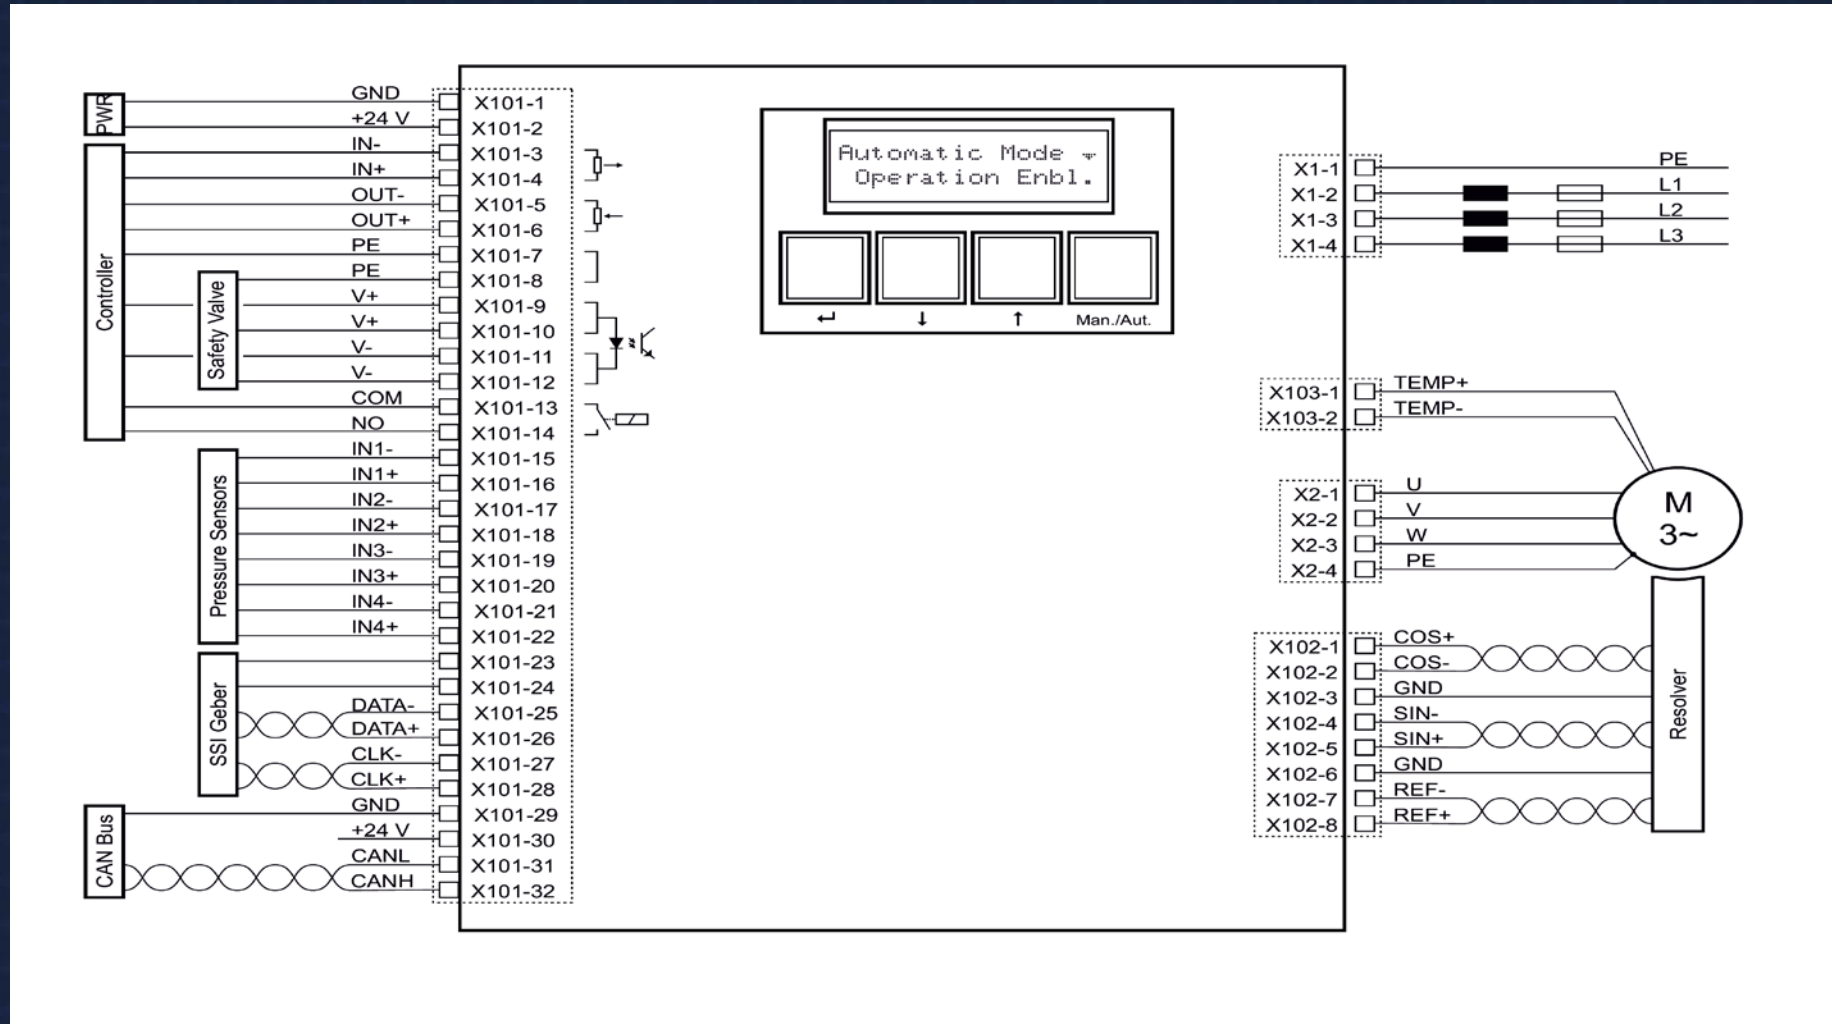 PWR
GND
X101-1
+24 V
X101-2
Controller
IN-
X101-3
IN+
X101-4
OUT-
X101-5
OUT+
X101-6
PE
X101-7
Safety Valve
PE
X101-8
V+
X101-9
V+
X101-10
V-
X101-11
V-
X101-12
COM
X101-13
NO
X101-14
Pressure Sensors
IN1-
X101-15
IN1+
X101-16
IN2-
X101-17
IN2+
X101-18
IN3-
X101-19
IN3+
X101-20
IN4-
X101-21
IN4+
X101-22
SSI Geber
X101-23
X101-24
DATA-
X101-25
DATA+
X101-26
CLK-
X101-27
CLK+
X101-28
CAN Bus
GND
X101-29
+24 V
X101-30
CANL
X101-31
CANH
X101-32
Automatic Mode
Operation Enbl.
↵ ↓ ↑ Man./Aut.
X1-1
PE
X1-2
L1
X1-3
L2
X1-4
L3
X103-1
TEMP+
X103-2
TEMP-
X2-1
U
X2-2
V
X2-3
W
X2-4
PE
M
3~
X102-1
COS+
X102-2
COS-
X102-3
GND
X102-4
SIN-
X102-5
SIN+
X102-6
GND
X102-7
REF-
X102-8
REF+
Resolver